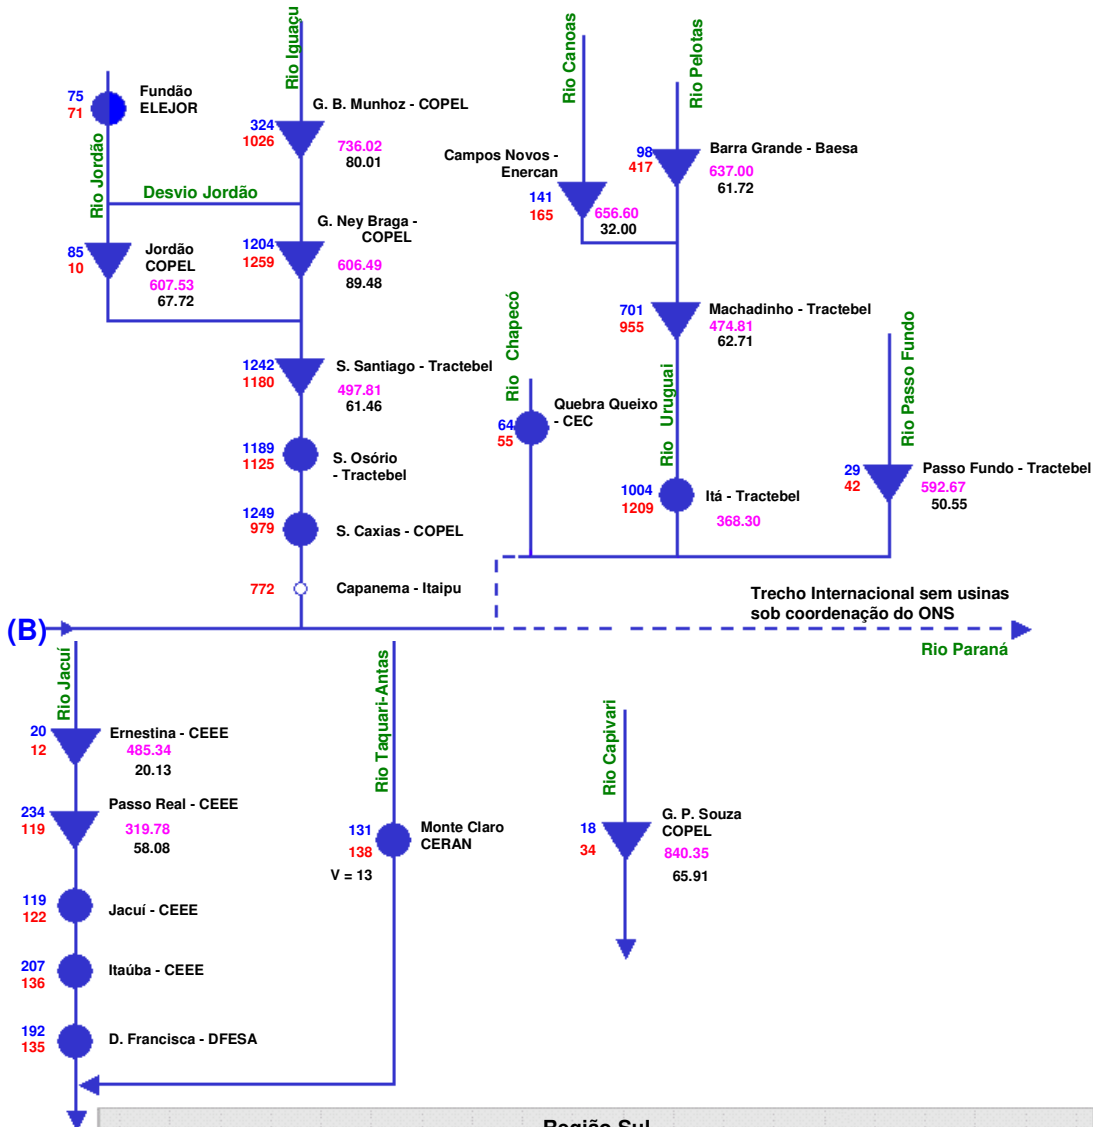 Rio Iguaçu
Rio Canoas
Rio Pelotas
75
71
Fundão
ELEJOR
Rio Jordão
G. B. Munhoz - COPEL
324
1026
736.02
80.01
Desvio Jordão
Campos Novos -
Enercan
141
165
656.60
32.00
98
417
Barra Grande - Baesa
637.00
61.72
85
10
Jordão
COPEL
607.53
67.72
G. Ney Braga -
COPEL
1204
1259
606.49
89.48
701
955
Machadinho - Tractebel
474.81
62.71
1242
1180
S. Santiago - Tractebel
497.81
61.46
Rio Chapecó
Rio Uruguai
Rio Passo Fundo
64
55
Quebra Queixo
- CEC
1189
1125
S. Osório
- Tractebel
1004
1209
Itá - Tractebel
368.30
29
42
Passo Fundo - Tractebel
592.67
50.55
1249
979
S. Caxias - COPEL
772
Capanema - Itaipu
Trecho Internacional sem usinas
sob coordenação do ONS
(B)
Rio Paraná
Rio Jacuí
Rio Taquari-Antas
Rio Capivari
20
12
Ernestina - CEEE
485.34
20.13
234
119
Passo Real - CEEE
319.78
58.08
131
138
V = 13
Monte Claro
CERAN
18
34
G. P. Souza
COPEL
840.35
65.91
119
122
Jacuí - CEEE
207
136
Itaúba - CEEE
192
135
D. Francisca - DFESA
Região Sul